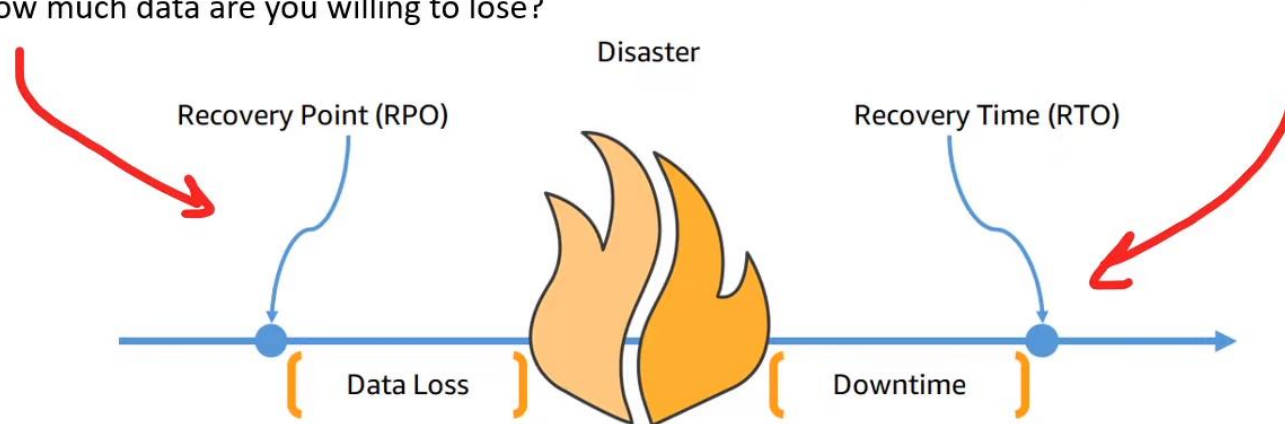 ow much data are you willing to lose?
Disaster
Recovery Point (RPO)
Recovery Time (RTO)
Data Loss
Downtime